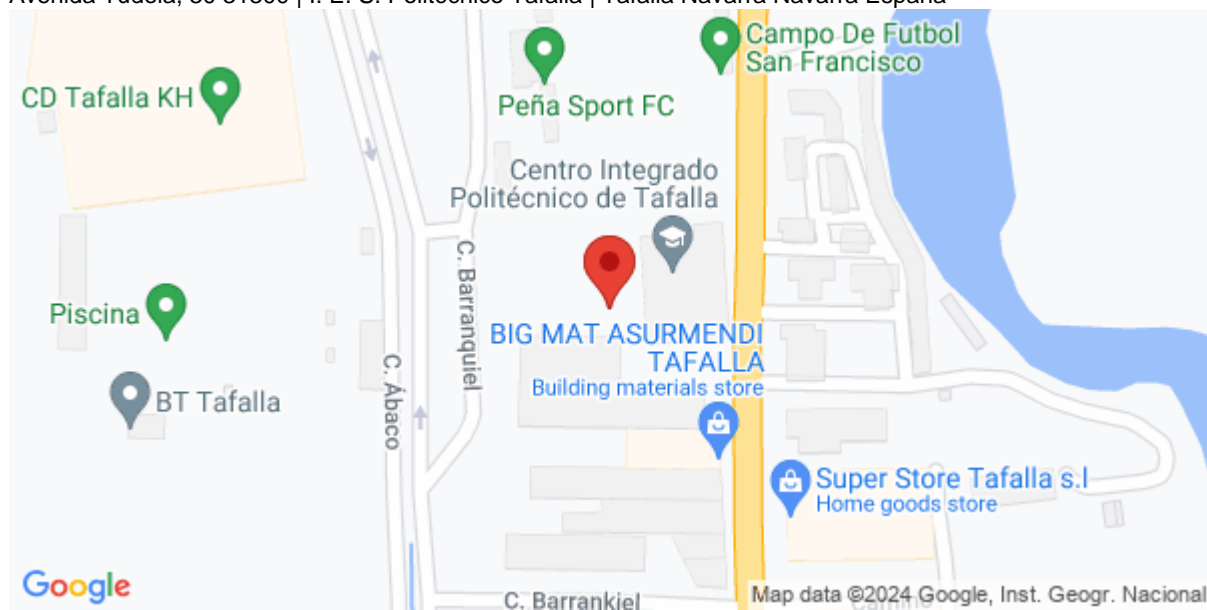 Campo De Futbol
San Francisco
CD Tafalla KH
Peña Sport FC
Centro Integrado
Politécnico de Tafalla
C. Barranquiel
Piscina
BIG MAT ASURMENDI
TAFALLA
Building materials store
C. Ábaco
BT Tafalla
Super Store Tafalla s.l
Home goods store
Google
C. Barrankiel
Map data ©2024 Google, Inst. Geogr. Nacional